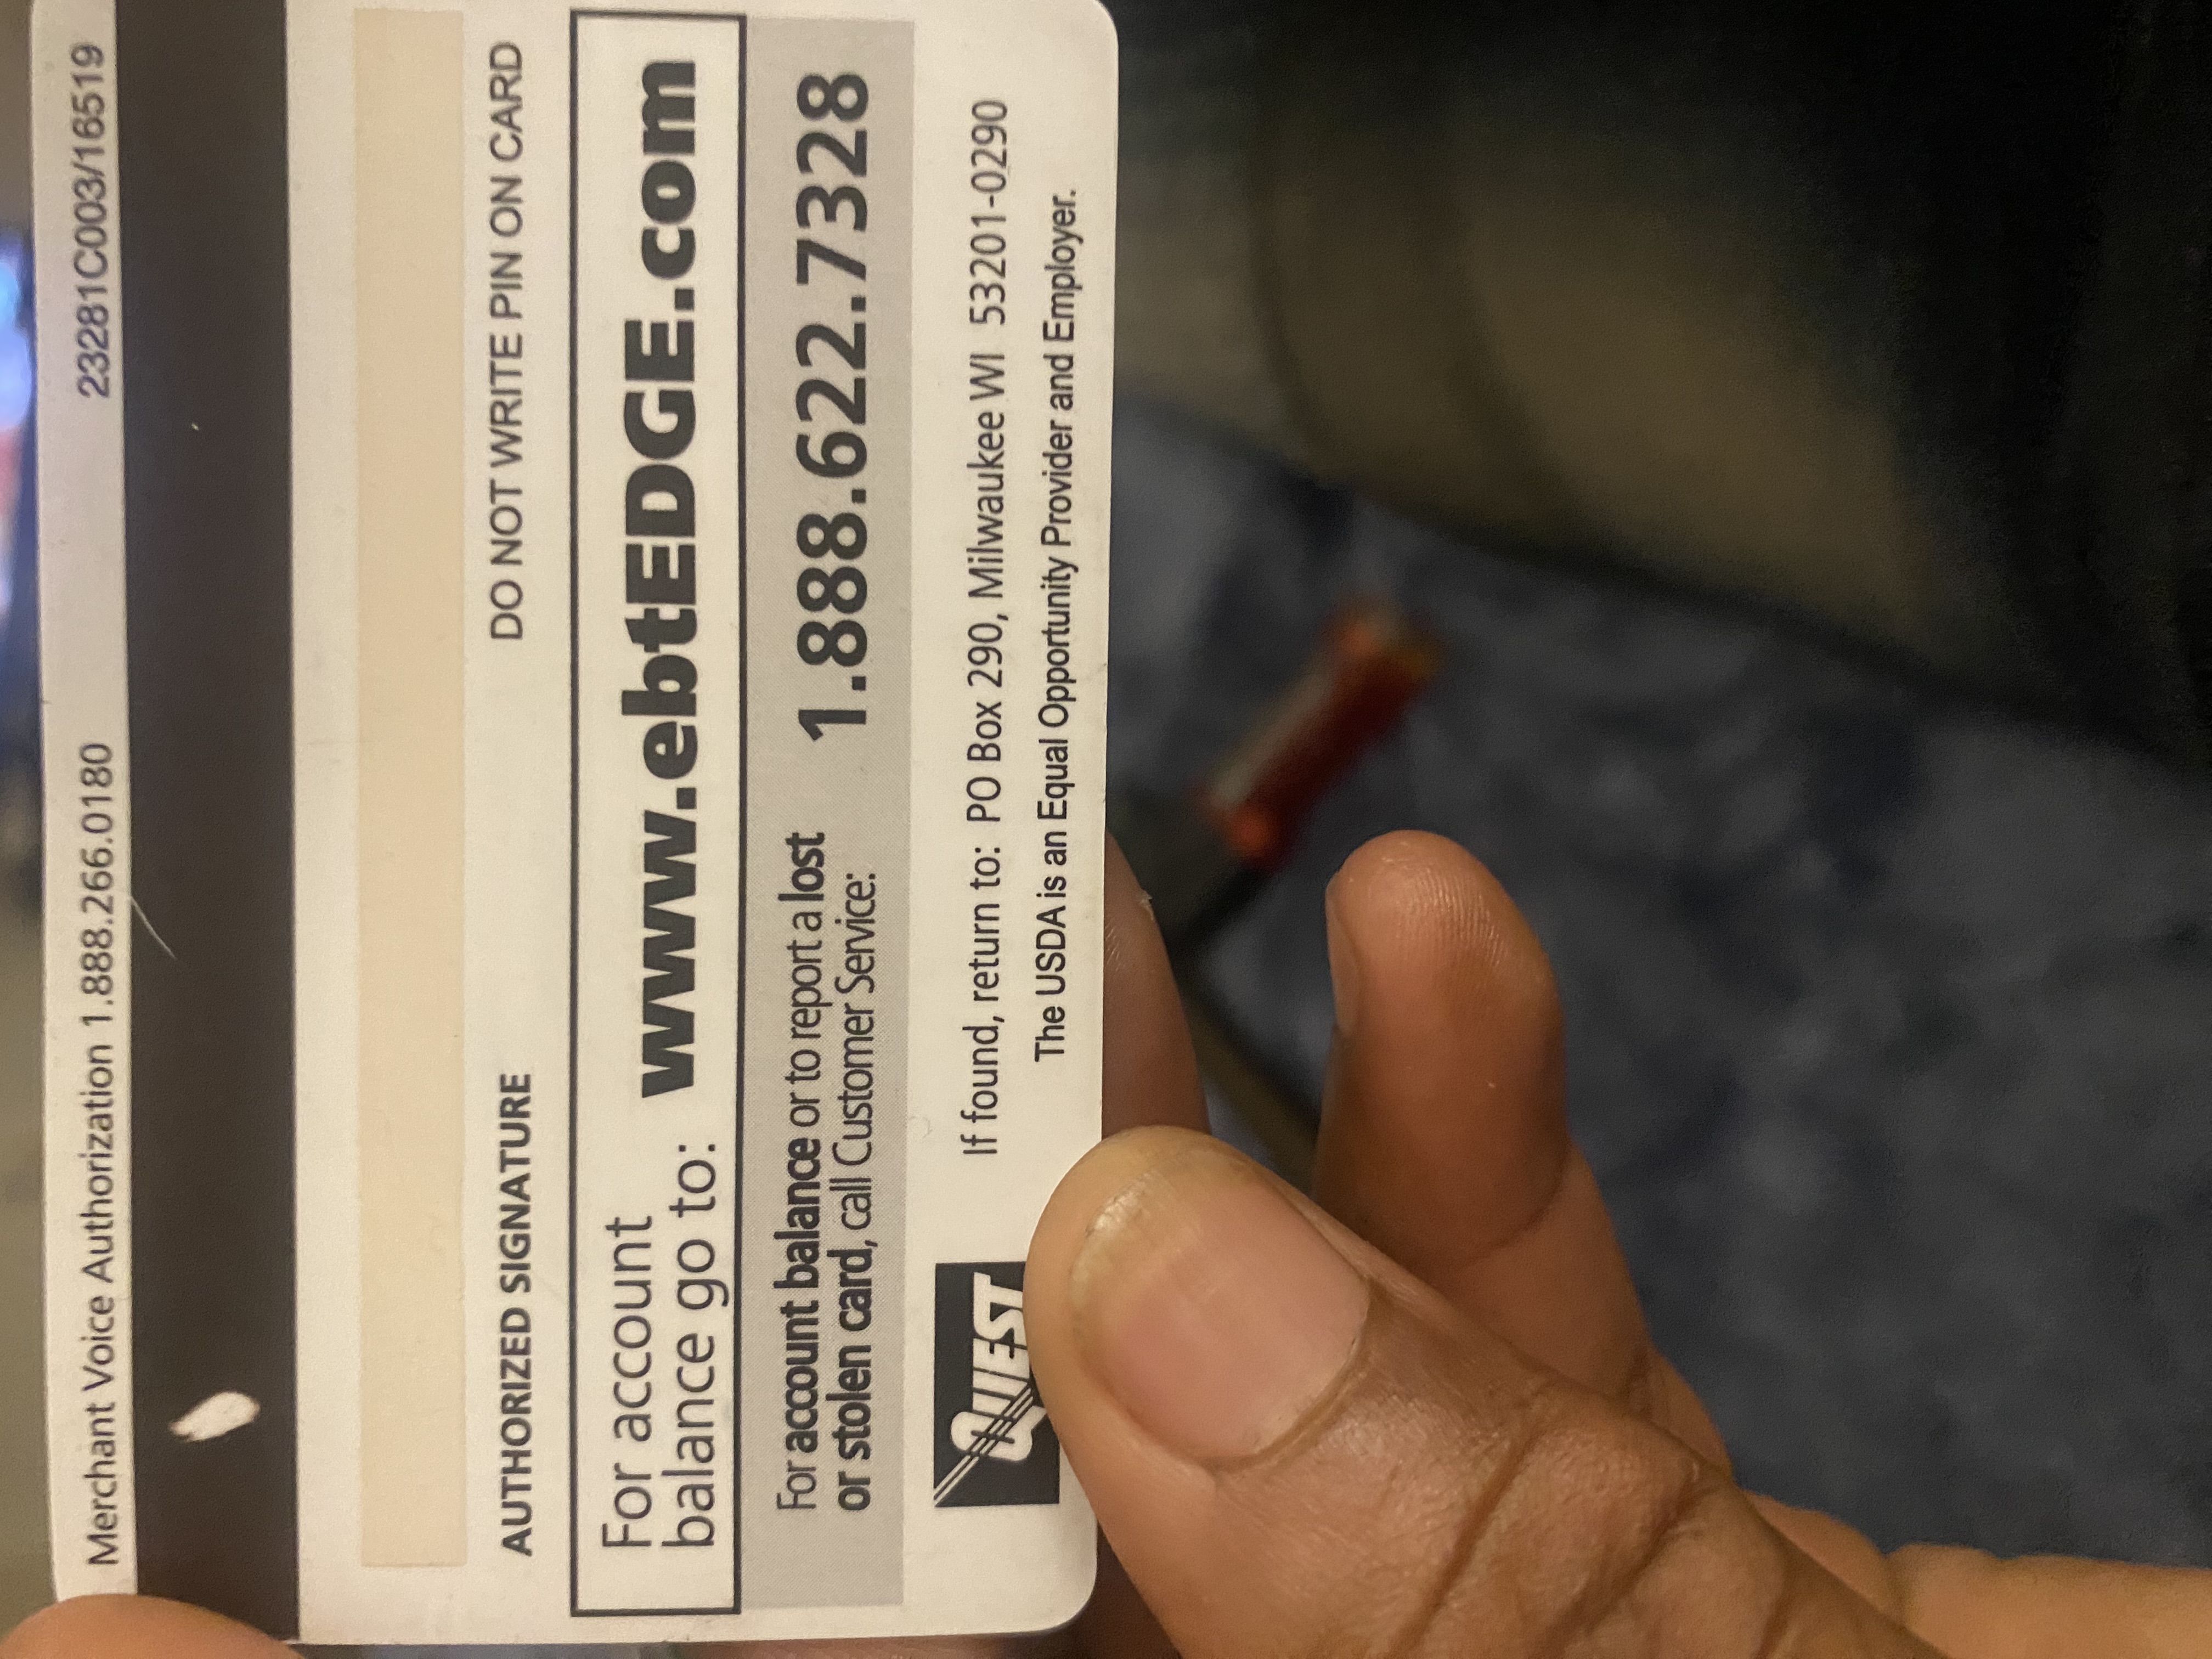 Merchant Voice Authorization 1.888.266.0180 23281C003/16519
AUTHORIZED SIGNATURE DO NOT WRITE PIN ON CARD
For account
balance go to: www.ebtEDGE.com
For account balance or to report a lost
or stolen card, call Customer Service: 1.888.622.7328
If found, return to: PO Box 290, Milwaukee WI 53201-0290
The USDA is an Equal Opportunity Provider and Employer.
QUEST